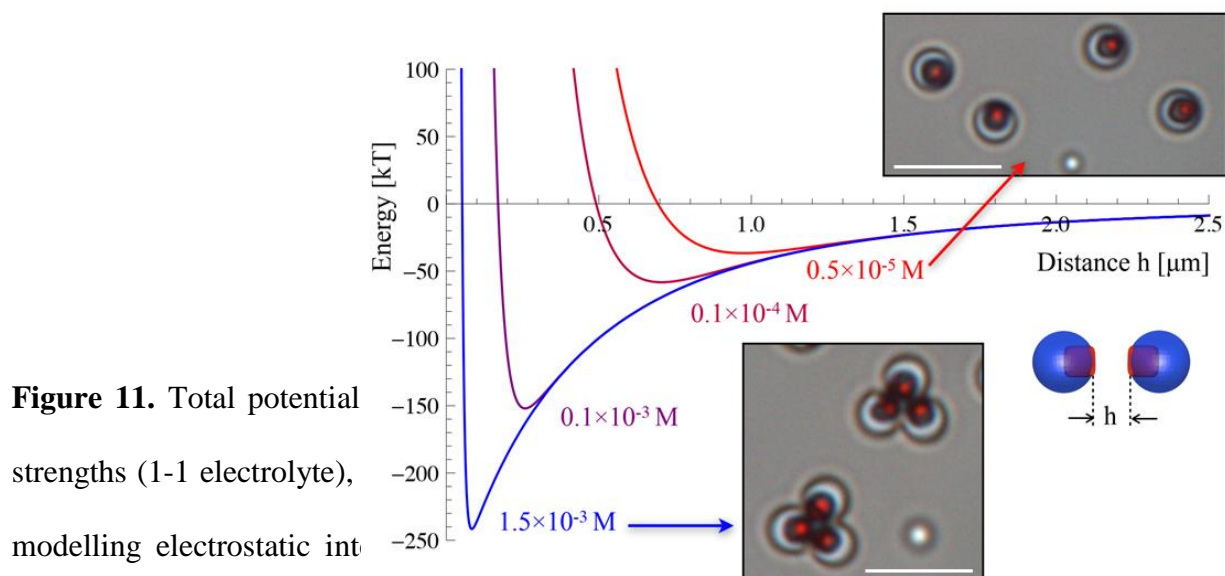 100
50
0
−50
−100
−150
−200
−250
Energy [kT]
0.5
1.0
1.5
2.0
2.5
Distance h [μm]
0.5×10⁻⁵ M
0.1×10⁻⁴ M
0.1×10⁻³ M
1.5×10⁻³ M
h
Figure 11. Total potential
strengths (1-1 electrolyte),
modelling electrostatic